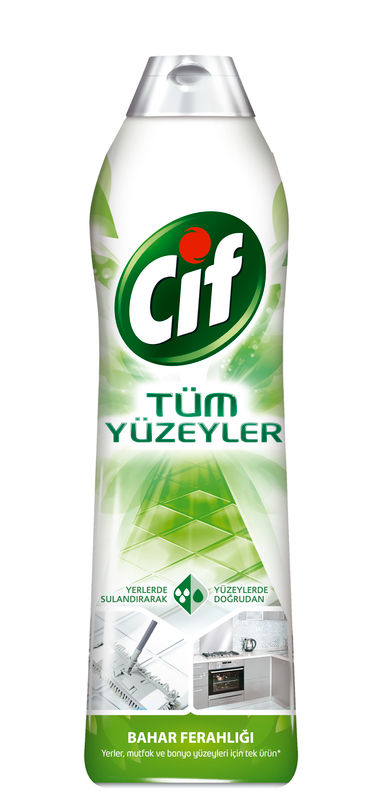 Cif
TÜM
YÜZEYLER
YERLERDE
SULANDIRARAK
YÜZEYLERDE
DOĞRUDAN
BAHAR FERAHLIĞI
Yerler, mutfak ve banyo yüzeyleri için tek ürün*